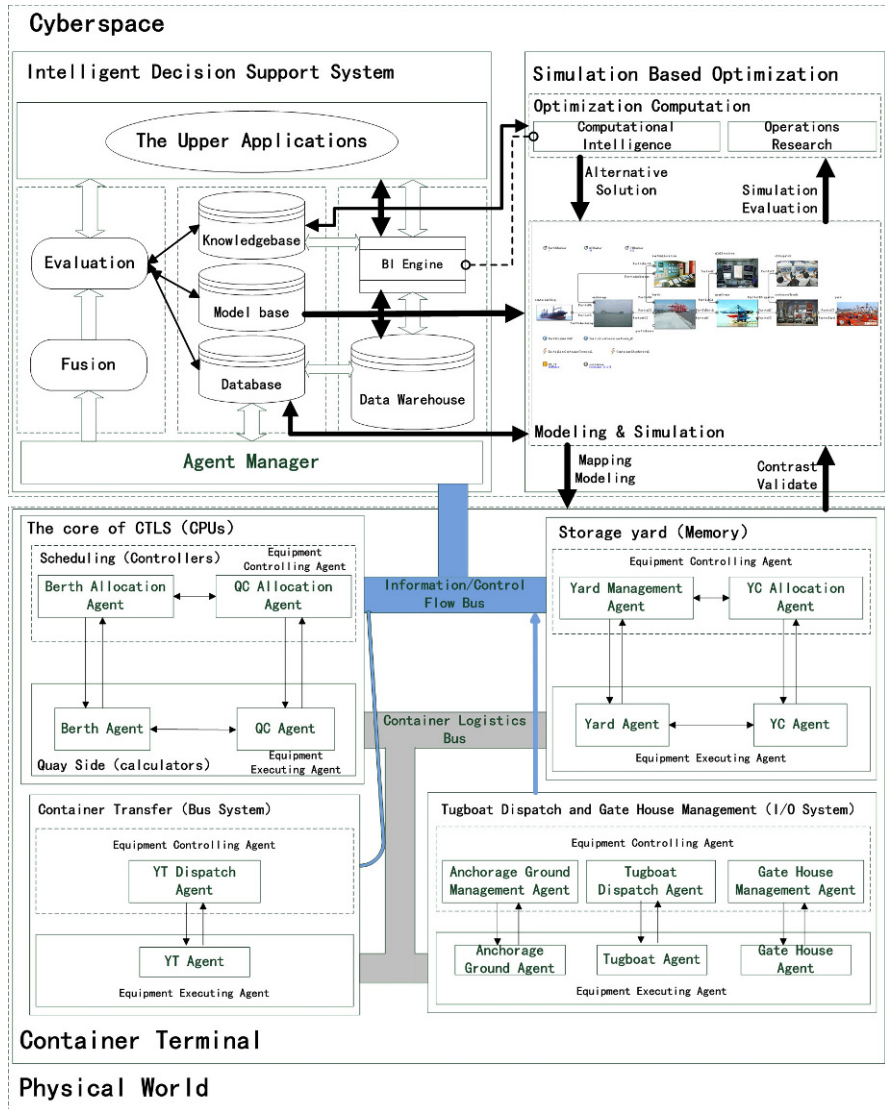 Cyberspace
Intelligent Decision Support System
The Upper Applications
Evaluation
Fusion
Knowledgebase
Model base
Database
BI Engine
Data Warehouse
Agent Manager
Simulation Based Optimization
Optimization Computation
Computational
Intelligence
Operations
Research
Alternative
Solution
Simulation
Evaluation
Modeling & Simulation
Mapping
Modeling
Contrast
Validate
The core of CTLS (CPUs)
Scheduling (Controllers)
Equipment
Controlling Agent
Berth Allocation
Agent
QC Allocation
Agent
Berth Agent
QC Agent
Quay Side (calculators)
Equipment
Executing Agent
Information/Control
Flow Bus
Container Logistics
Bus
Storage yard (Memory)
Equipment Controlling Agent
Yard Management
Agent
YC Allocation
Agent
Yard Agent
YC Agent
Equipment Executing Agent
Container Transfer (Bus System)
Equipment Controlling Agent
YT Dispatch
Agent
YT Agent
Equipment Executing Agent
Tugboat Dispatch and Gate House Management (I/O System)
Equipment Controlling Agent
Anchorage Ground
Management Agent
Tugboat
Dispatch Agent
Gate House
Management Agent
Anchorage
Ground Agent
Tugboat Agent
Gate House
Agent
Equipment Executing Agent
Container Terminal
Physical World